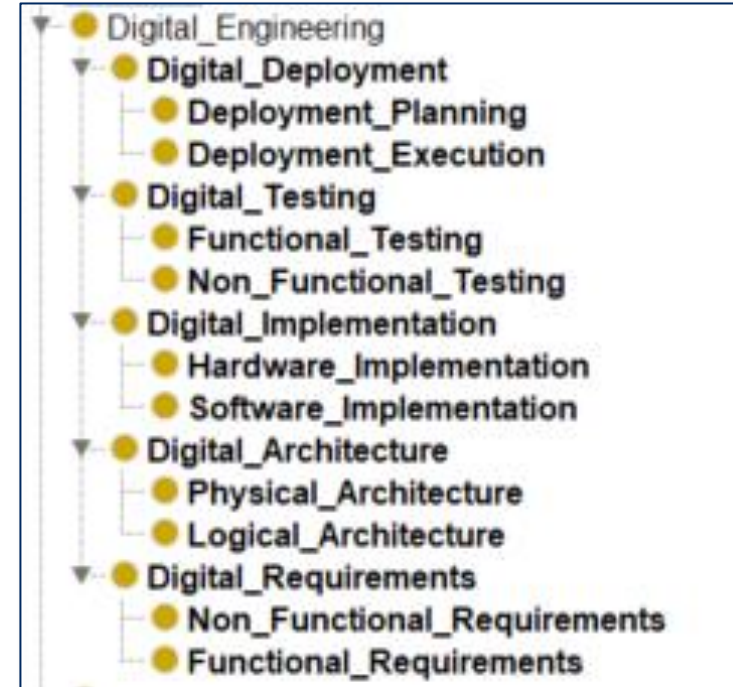 Digital_Engineering
Digital_Deployment
Deployment_Planning
Deployment_Execution
Digital_Testing
Functional_Testing
Non_Functional_Testing
Digital_Implementation
Hardware_Implementation
Software_Implementation
Digital_Architecture
Physical_Architecture
Logical_Architecture
Digital_Requirements
Non_Functional_Requirements
Functional_Requirements